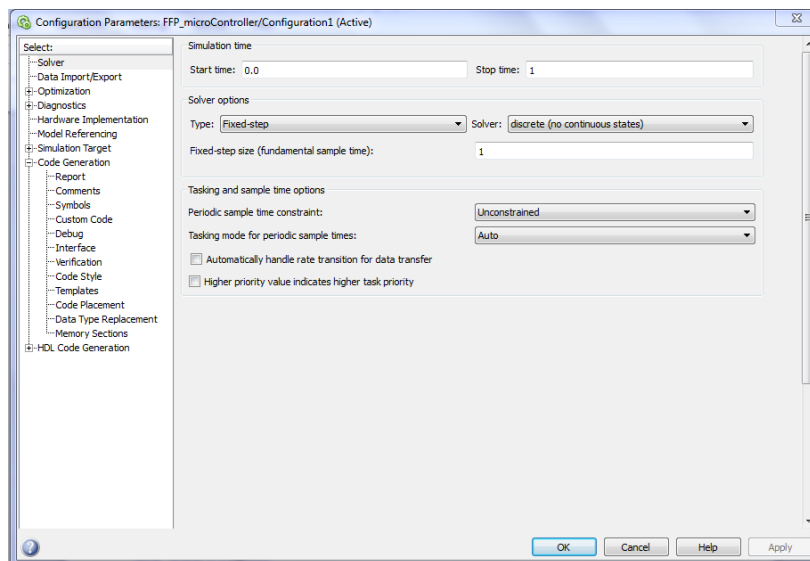 Configuration Parameters: FFP_microController/Configuration1 (Active)
Select:
Solver
Data Import/Export
Optimization
Diagnostics
Hardware Implementation
Model Referencing
Simulation Target
Code Generation
Report
Comments
Symbols
Custom Code
Debug
Interface
Verification
Code Style
Templates
Code Placement
Data Type Replacement
Memory Sections
HDL Code Generation
Simulation time
Start time: 0.0 Stop time: 1
Solver options
Type: Fixed-step Solver: discrete (no continuous states)
Fixed-step size (fundamental sample time): 1
Tasking and sample time options
Periodic sample time constraint: Unconstrained
Tasking mode for periodic sample times: Auto
Automatically handle rate transition for data transfer
Higher priority value indicates higher task priority
OK Cancel Help Apply